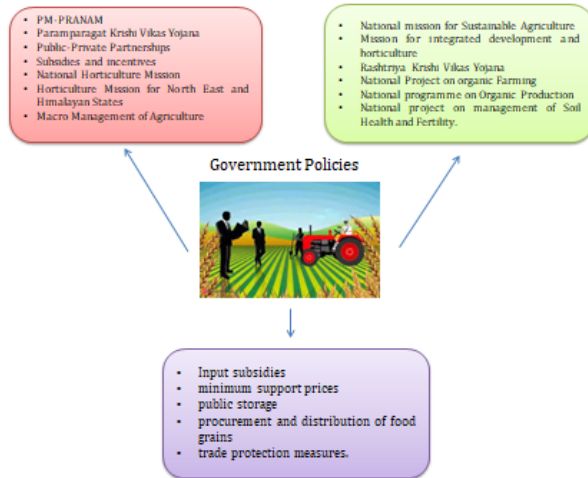 • PM-PRANAM
• Paramparagat Krishi Vikas Yojana
• Public-Private Partnerships
• Subsidies and incentives
• National Horticulture Mission
• Horticulture Mission for North East and
Himalayan States
• Macro Management of Agriculture
• National mission for Sustainable Agriculture
• Mission for integrated development and
horticulture
• Rashtriya Krishi Vikas Yojana
• National Project on organic Farming
• National programme on Organic Production
• National project on management of Soil
Health and Fertility.
Government Policies
• Input subsidies
• minimum support prices
• public storage
• procurement and distribution of food
grains
• trade protection measures.